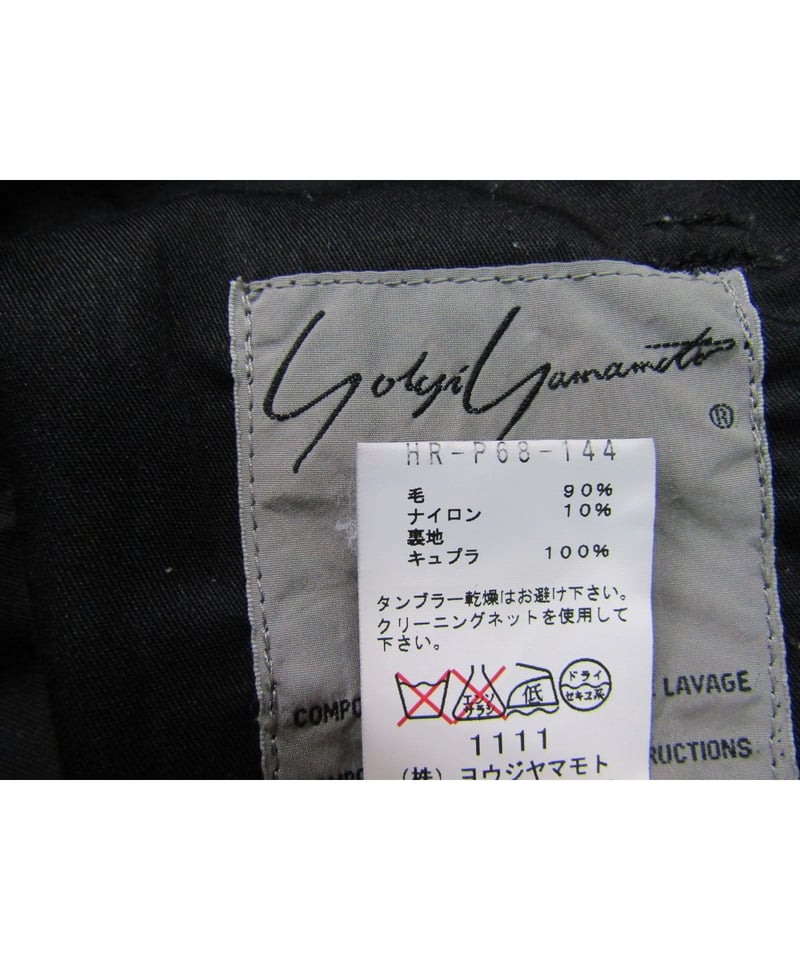 Yohji Yamamoto
®
HR-P68-144
毛 90%
ナイロン 10%
裏地
キュプラ 100%
タンブラー乾燥はお避け下さい。
クリーニングネットを使用して
下さい。
エンソ サラシ 低 ドライ セキユ系
1111
(株)ヨウジヤマモト
COMPO
LAVAGE
RUCTIONS